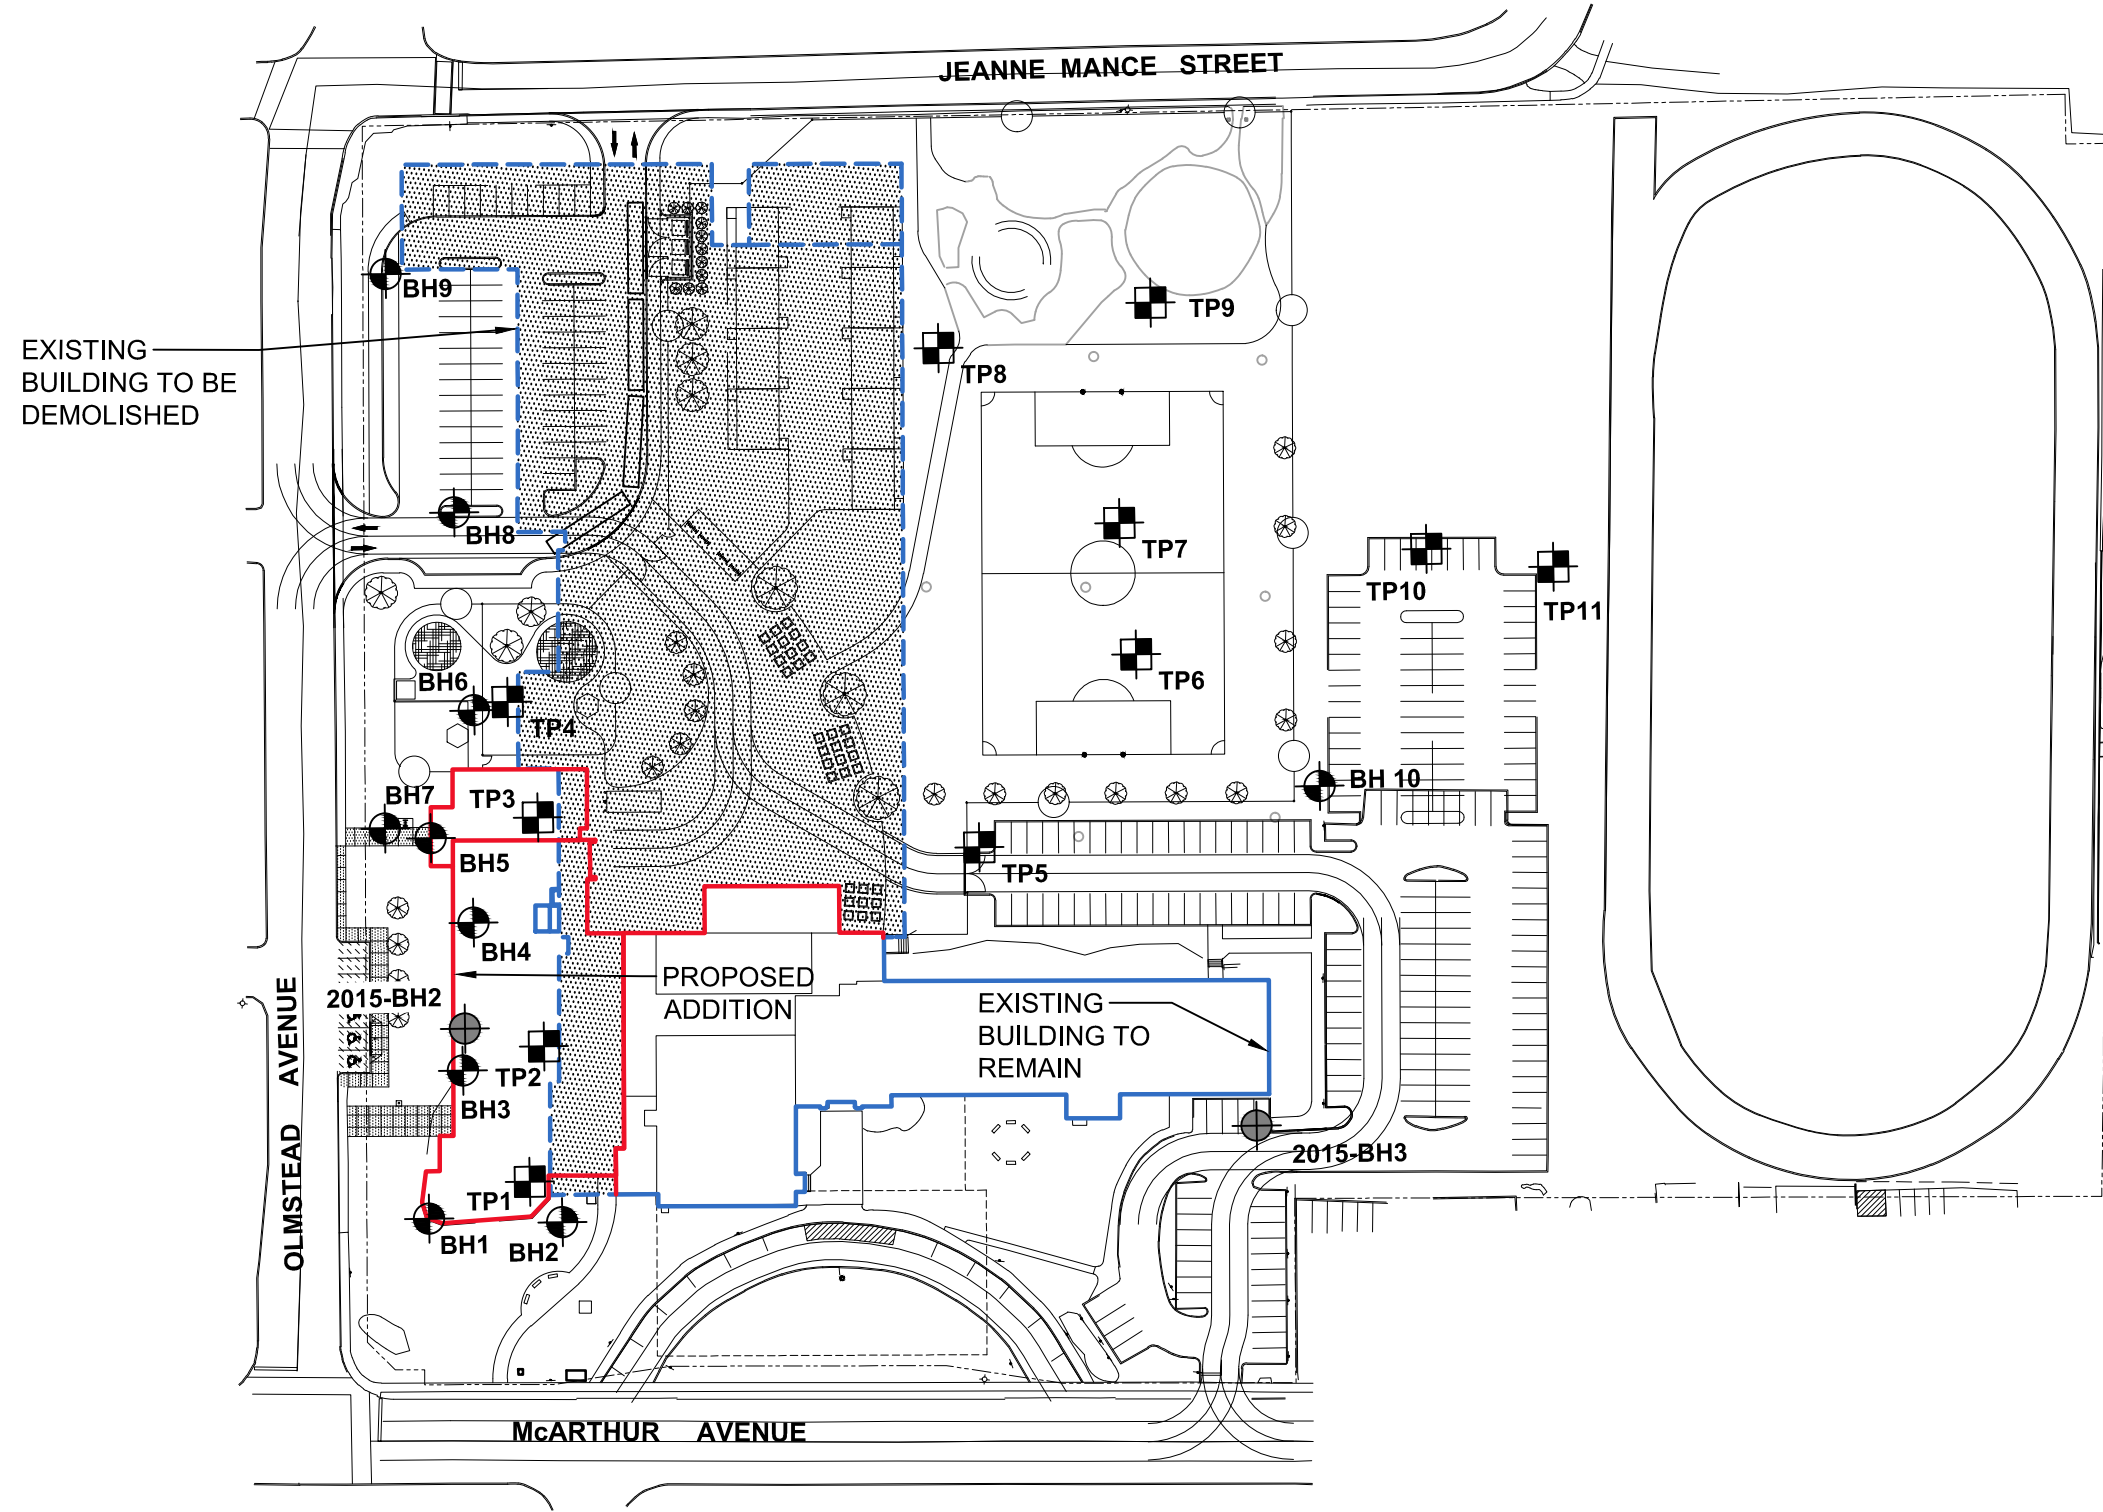 JEANNE MANCE STREET
BH9
TP9
EXISTING
BUILDING TO BE
DEMOLISHED
TP8
BH8
TP7
TP10
TP11
BH6
TP6
TP4
BH7
TP3
BH 10
BH5
TP5
BH4
PROPOSED
ADDITION
2015-BH2
EXISTING
BUILDING TO
REMAIN
TP2
BH3
2015-BH3
TP1
BH1
BH2
OLMSTEAD AVENUE
McARTHUR AVENUE